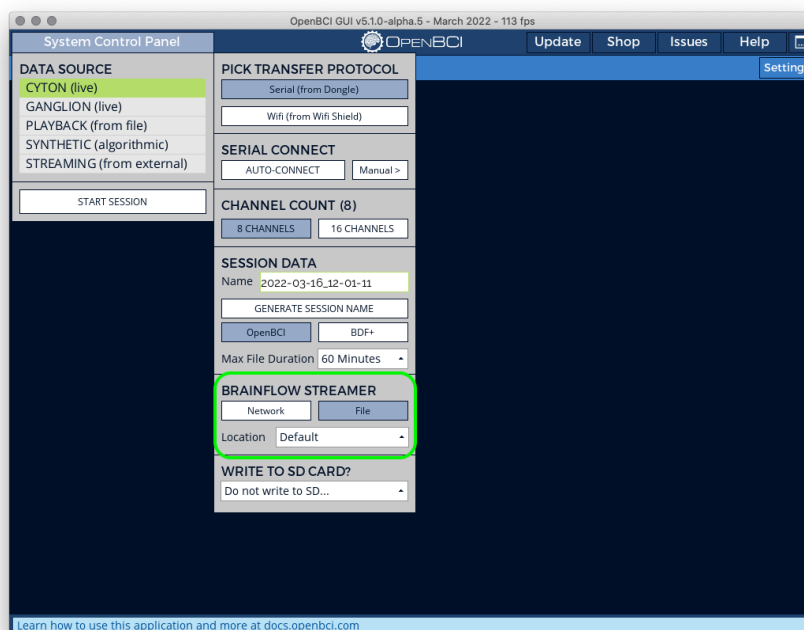 OpenBCI GUI v5.1.0-alpha.5 - March 2022 - 113 fps
System Control Panel
OPENBCI
Update
Shop
Issues
Help
Setting
DATA SOURCE
CYTON (live)
GANGLION (live)
PLAYBACK (from file)
SYNTHETIC (algorithmic)
STREAMING (from external)
START SESSION
PICK TRANSFER PROTOCOL
Serial (from Dongle)
Wifi (from Wifi Shield)
SERIAL CONNECT
AUTO-CONNECT
Manual >
CHANNEL COUNT (8)
8 CHANNELS
16 CHANNELS
SESSION DATA
Name 2022-03-16_12-01-11
GENERATE SESSION NAME
OpenBCI
BDF+
Max File Duration 60 Minutes
BRAINFLOW STREAMER
Network
File
Location Default
WRITE TO SD CARD?
Do not write to SD...
Learn how to use this application and more at docs.openbci.com